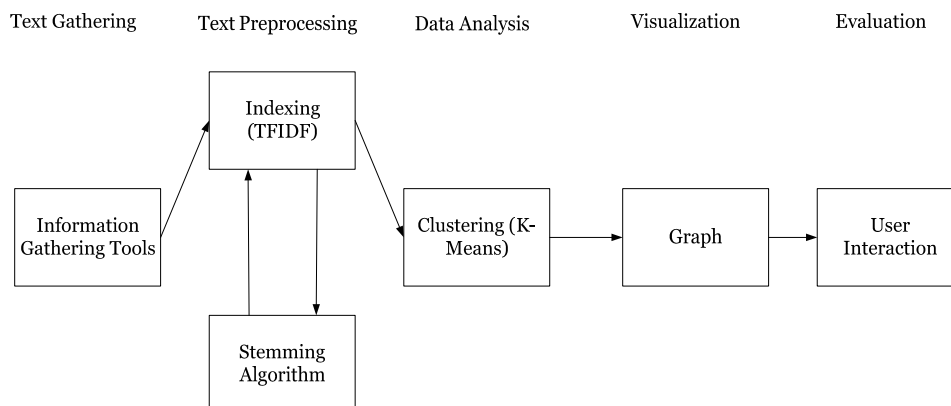 Text Gathering
Text Preprocessing
Data Analysis
Visualization
Evaluation
Indexing
(TFIDF)
Information
Gathering Tools
Clustering (K-
Means)
Graph
User
Interaction
Stemming
Algorithm